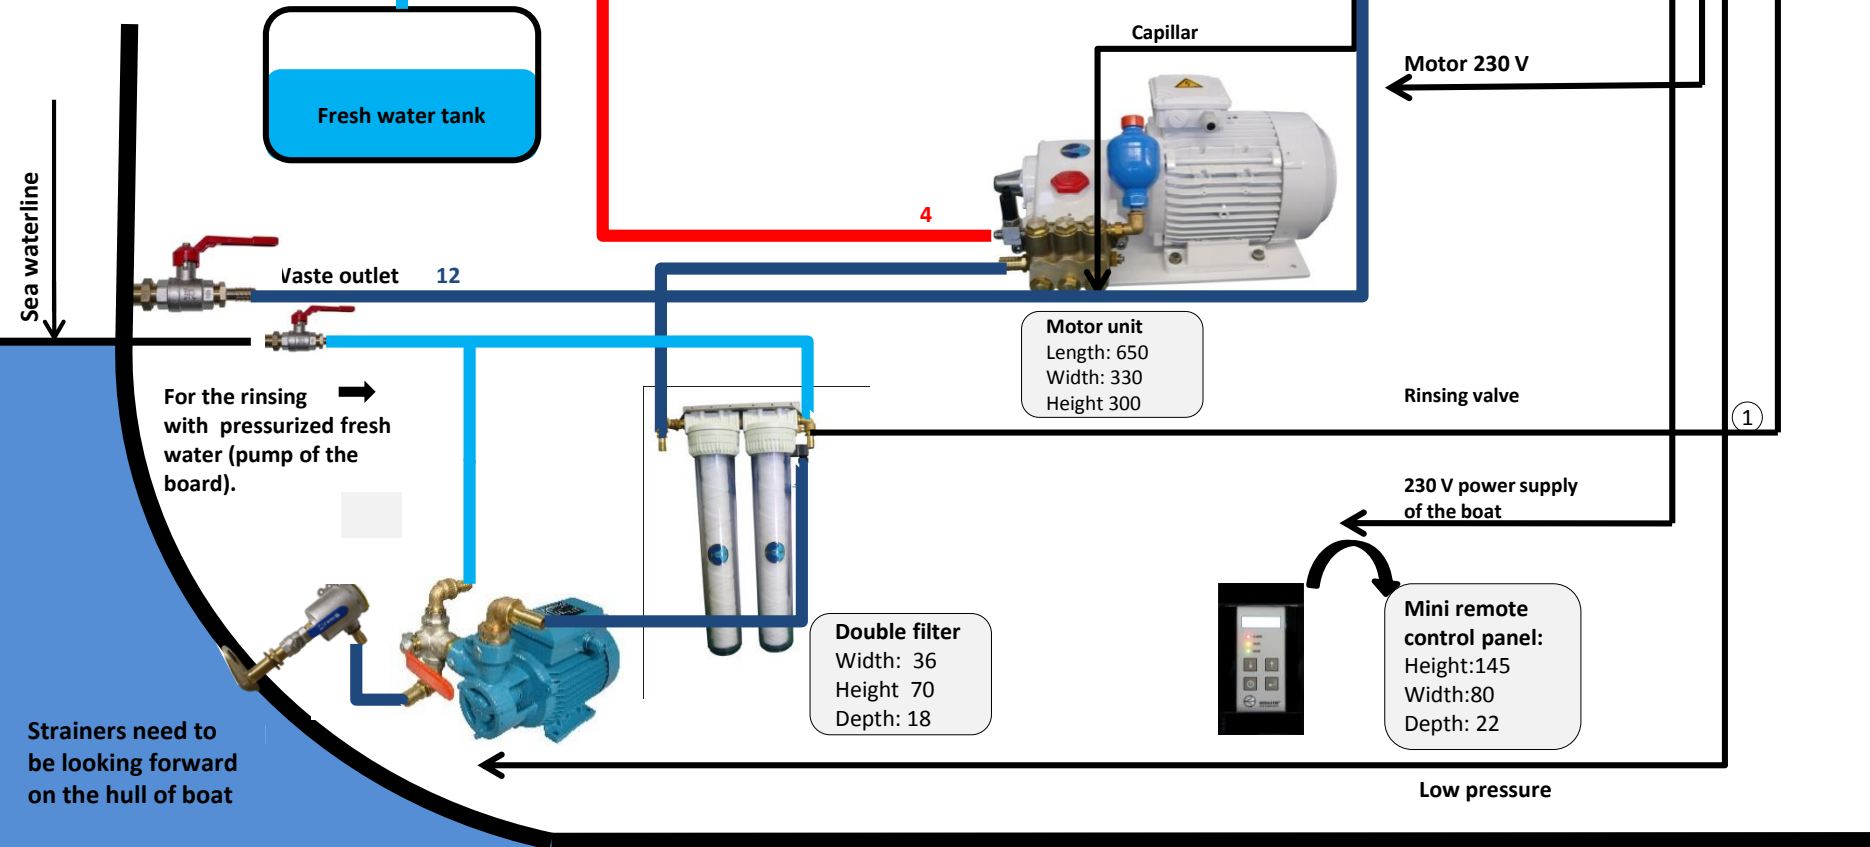 Capillar
Motor 230 V
Fresh water tank
Sea waterline
4
Waste outlet 12
Motor unit
Length: 650
Width: 330
Height 300
For the rinsing
with pressurized fresh
water (pump of the
board).
Rinsing valve
1
230 V power supply
of the boat
Double filter
Width: 36
Height 70
Depth: 18
Mini remote
control panel:
Height:145
Width:80
Depth: 22
Strainers need to
be looking forward
on the hull of boat
Low pressure